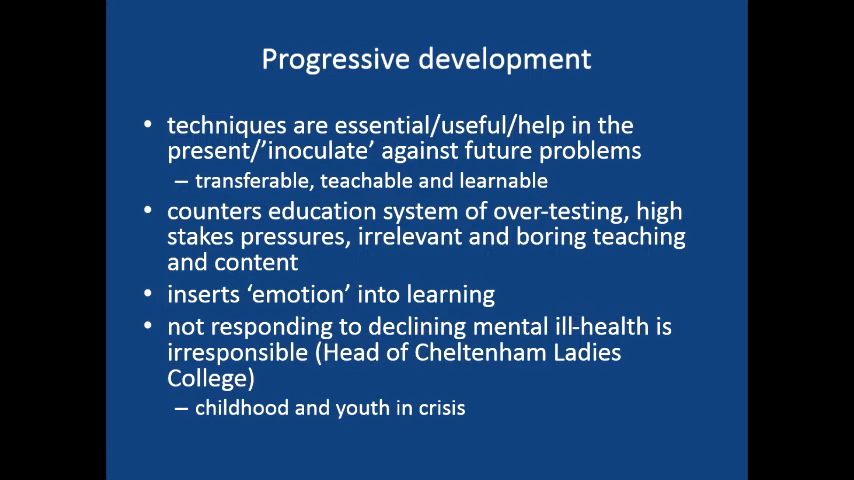 Progressive development
• techniques are essential/useful/help in the
present/’inoculate’ against future problems
– transferable, teachable and learnable
• counters education system of over-testing, high
stakes pressures, irrelevant and boring teaching
and content
• inserts ‘emotion’ into learning
• not responding to declining mental ill-health is
irresponsible (Head of Cheltenham Ladies
College)
– childhood and youth in crisis